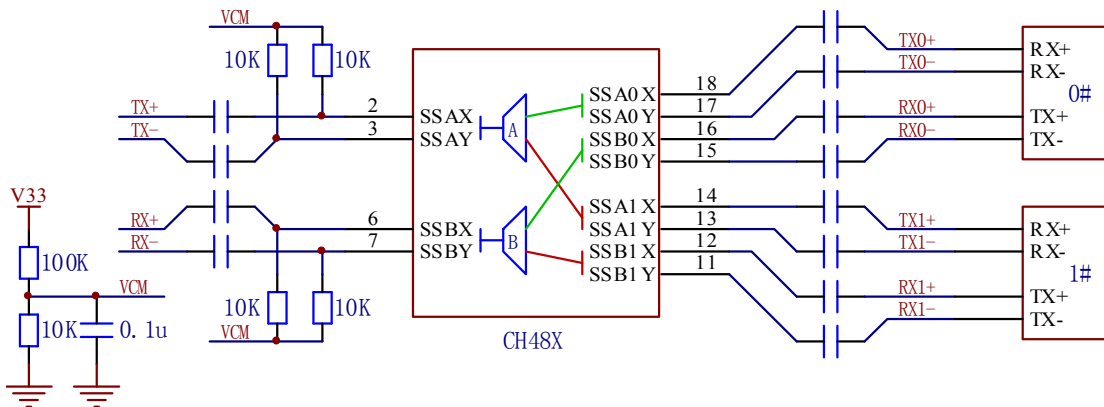 VCM
10K 10K
TX+ 2 SSAX
TX- 3 SSAY
A
RX+ 6 SSBX
RX- 7 SSBY
B
10K 10K
VCM
V33
100K
VCM
10K 0.1u
SSA0X 18
SSA0Y 17
SSB0X 16
SSB0Y 15
SSA1X 14
SSA1Y 13
SSB1X 12
SSB1Y 11
CH48X
TX0+ RX+
TX0- RX-
0#
RX0+ TX+
RX0- TX-
TX1+ RX+
TX1- RX-
1#
RX1+ TX+
RX1- TX-